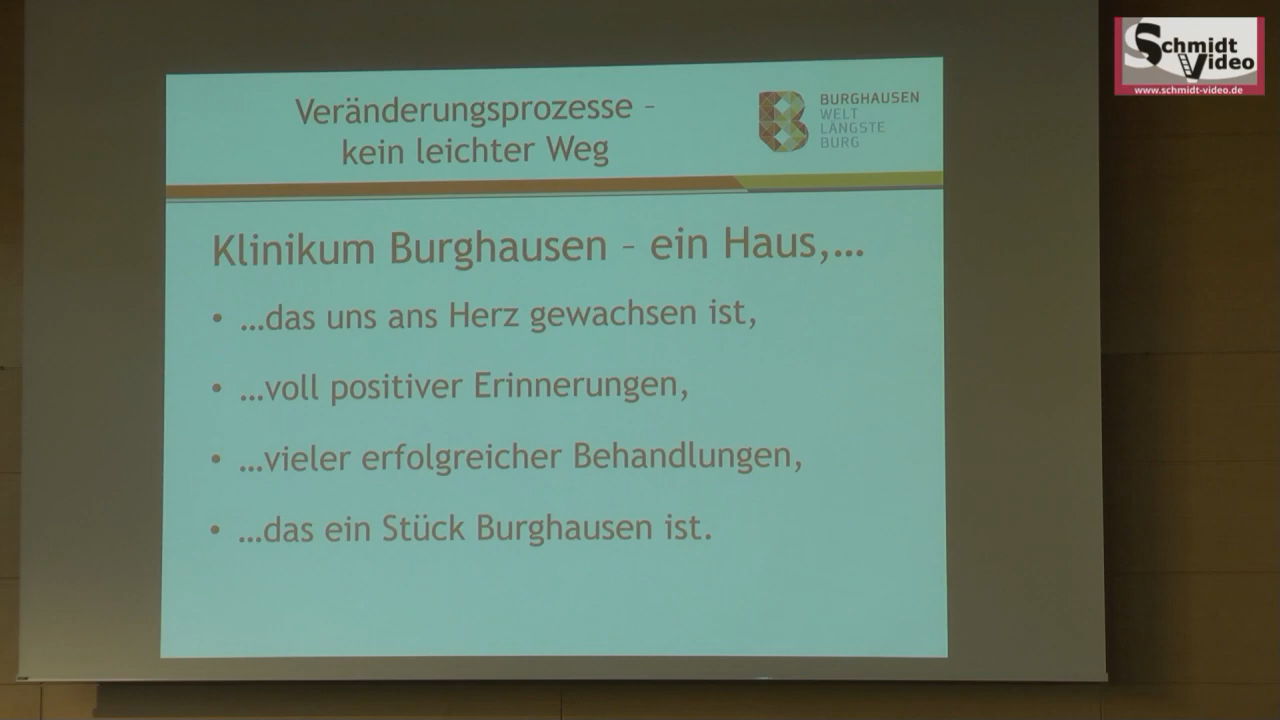 Schmidt
Video
www.schmidt-video.de
Veränderungsprozesse –
kein leichter Weg
BURGHAUSEN
WELT
LÄNGSTE
BURG
Klinikum Burghausen – ein Haus,…
• …das uns ans Herz gewachsen ist,
• …voll positiver Erinnerungen,
• …vieler erfolgreicher Behandlungen,
• …das ein Stück Burghausen ist.